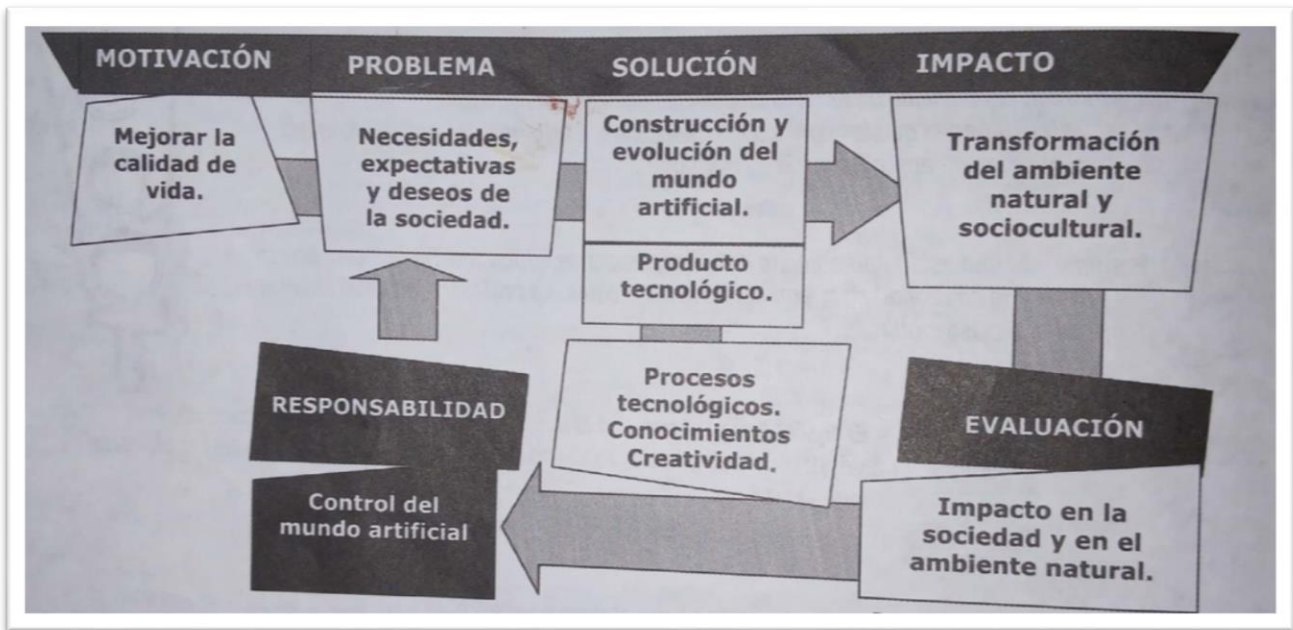 MOTIVACIÓN
PROBLEMA
SOLUCIÓN
IMPACTO
Mejorar la
calidad de
vida.
Necesidades,
expectativas
y deseos de
la sociedad.
Construcción y
evolución del
mundo
artificial.
Producto
tecnológico.
Transformación
del ambiente
natural y
sociocultural.
RESPONSABILIDAD
Control del
mundo artificial
Procesos
tecnológicos.
Conocimientos
Creatividad.
EVALUACIÓN
Impacto en la
sociedad y en el
ambiente natural.